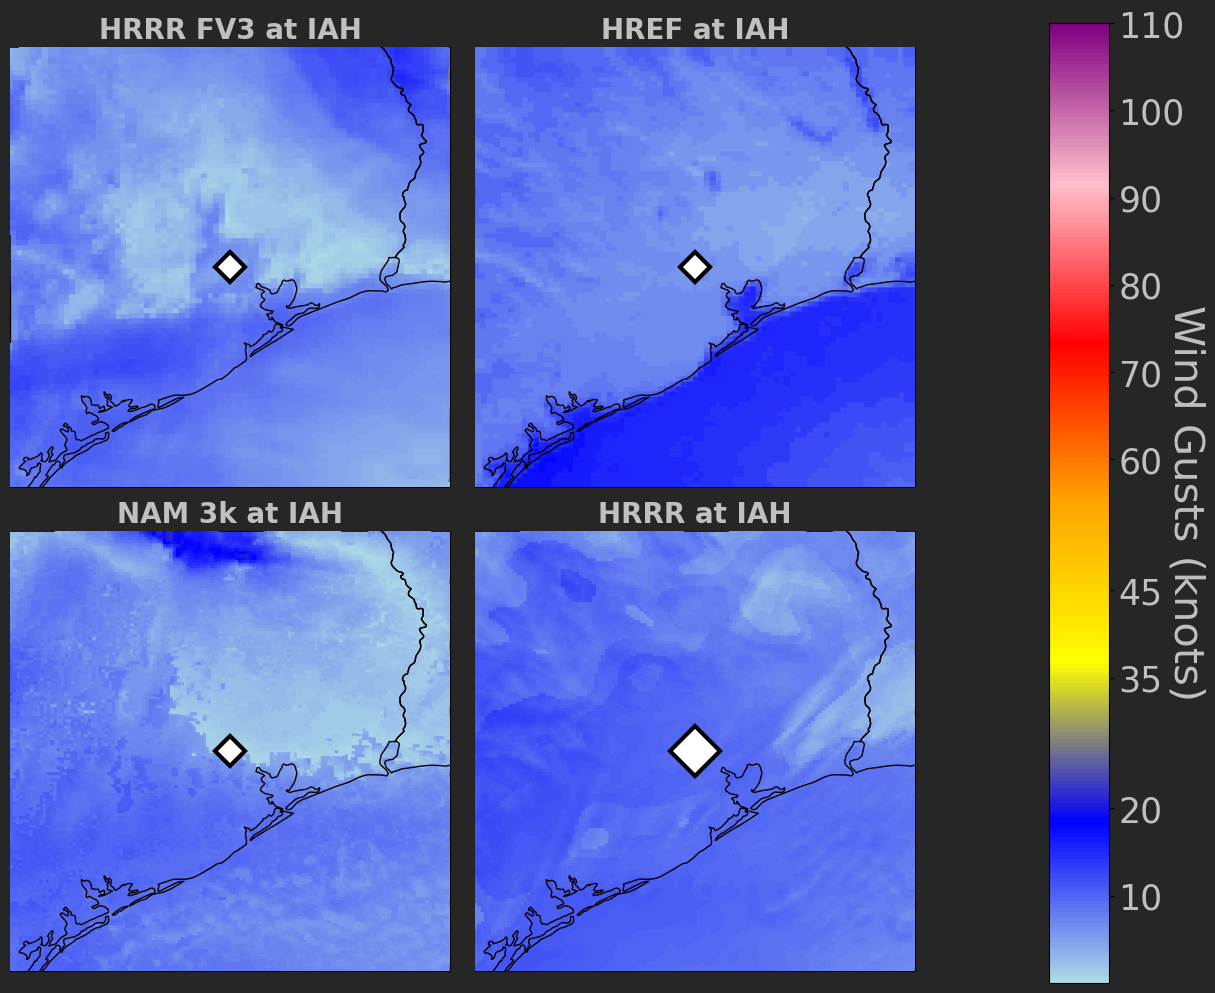 HRRR FV3 at IAH
HREF at IAH
NAM 3k at IAH
HRRR at IAH
110
100
90
80
70
60
45
35
20
10
Wind Gusts (knots)